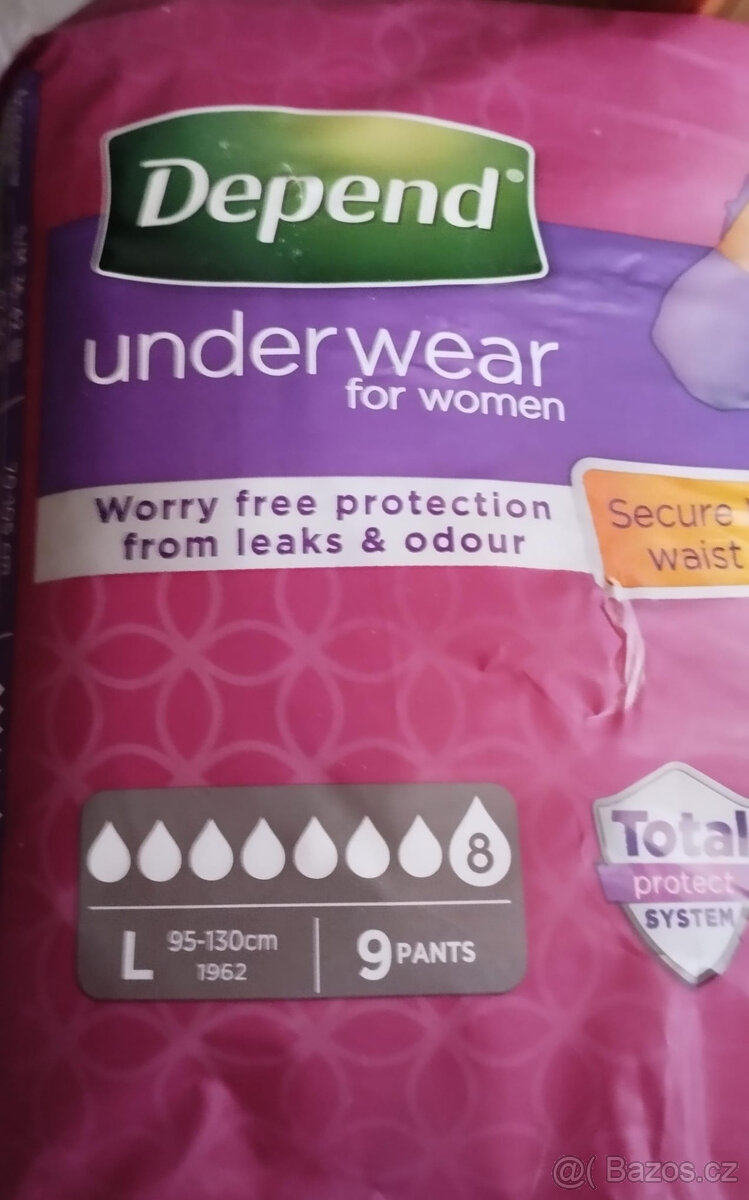 Depend®
underwear
for women
Worry free protection
from leaks & odour
Secure
waist
8
L 95-130cm
1962
9 PANTS
Total
protect
SYSTEM
@( Bazos.cz